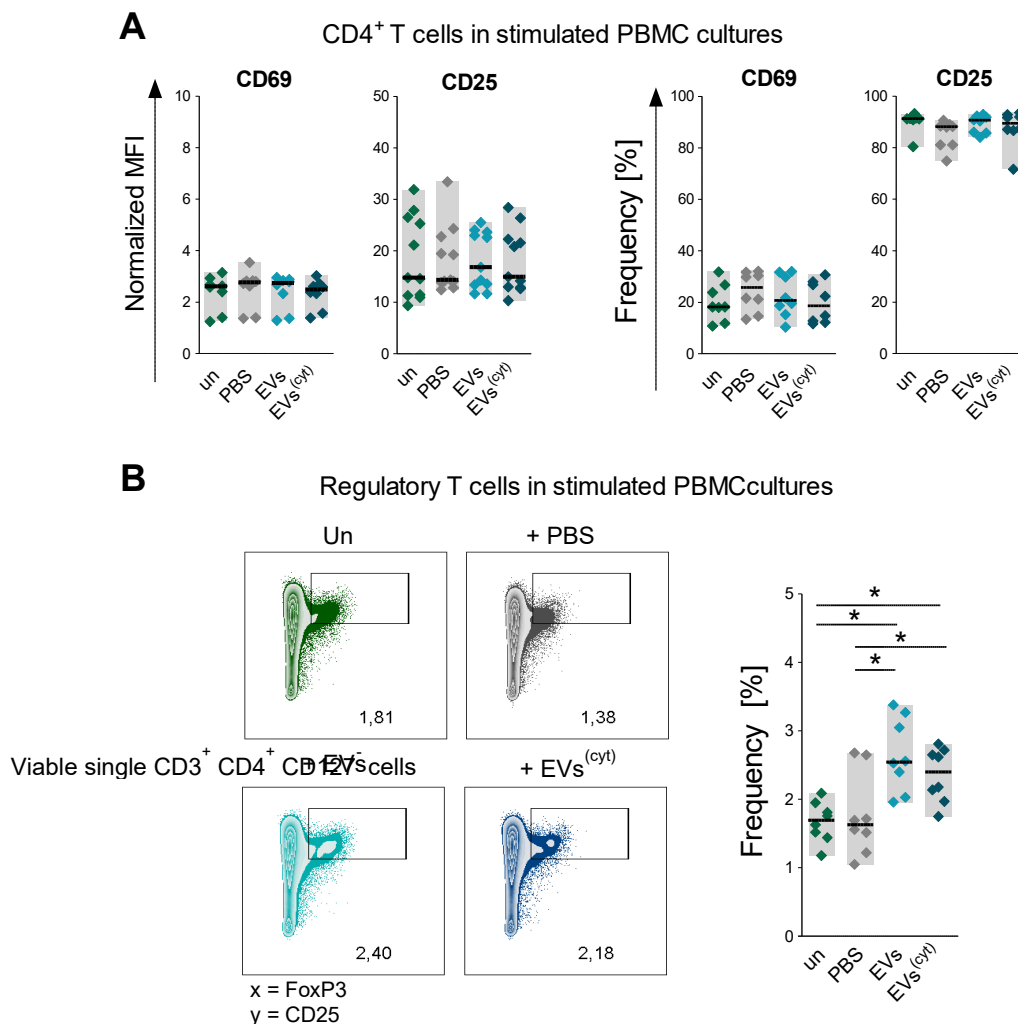 A
CD4+ T cells in stimulated PBMC cultures
CD69
CD25
CD69
CD25
Normalized MFI
10
8
6
4
2
0
50
40
30
20
10
0
Frequency [%]
100
80
60
40
20
0
100
80
60
40
20
0
un
PBS
EVs
EVs(cyt)
un
PBS
EVs
EVs(cyt)
un
PBS
EVs
EVs(cyt)
un
PBS
EVs
EVs(cyt)
B
Regulatory T cells in stimulated PBMCcultures
Un
+ PBS
1,81
1,38
Viable single CD3+ CD4+ CD127- cells
+ EVs
+ EVs(cyt)
2,40
2,18
x = FoxP3
y = CD25
Frequency [%]
5
4
3
2
1
0
*
*
*
*
un
PBS
EVs
EVs(cyt)